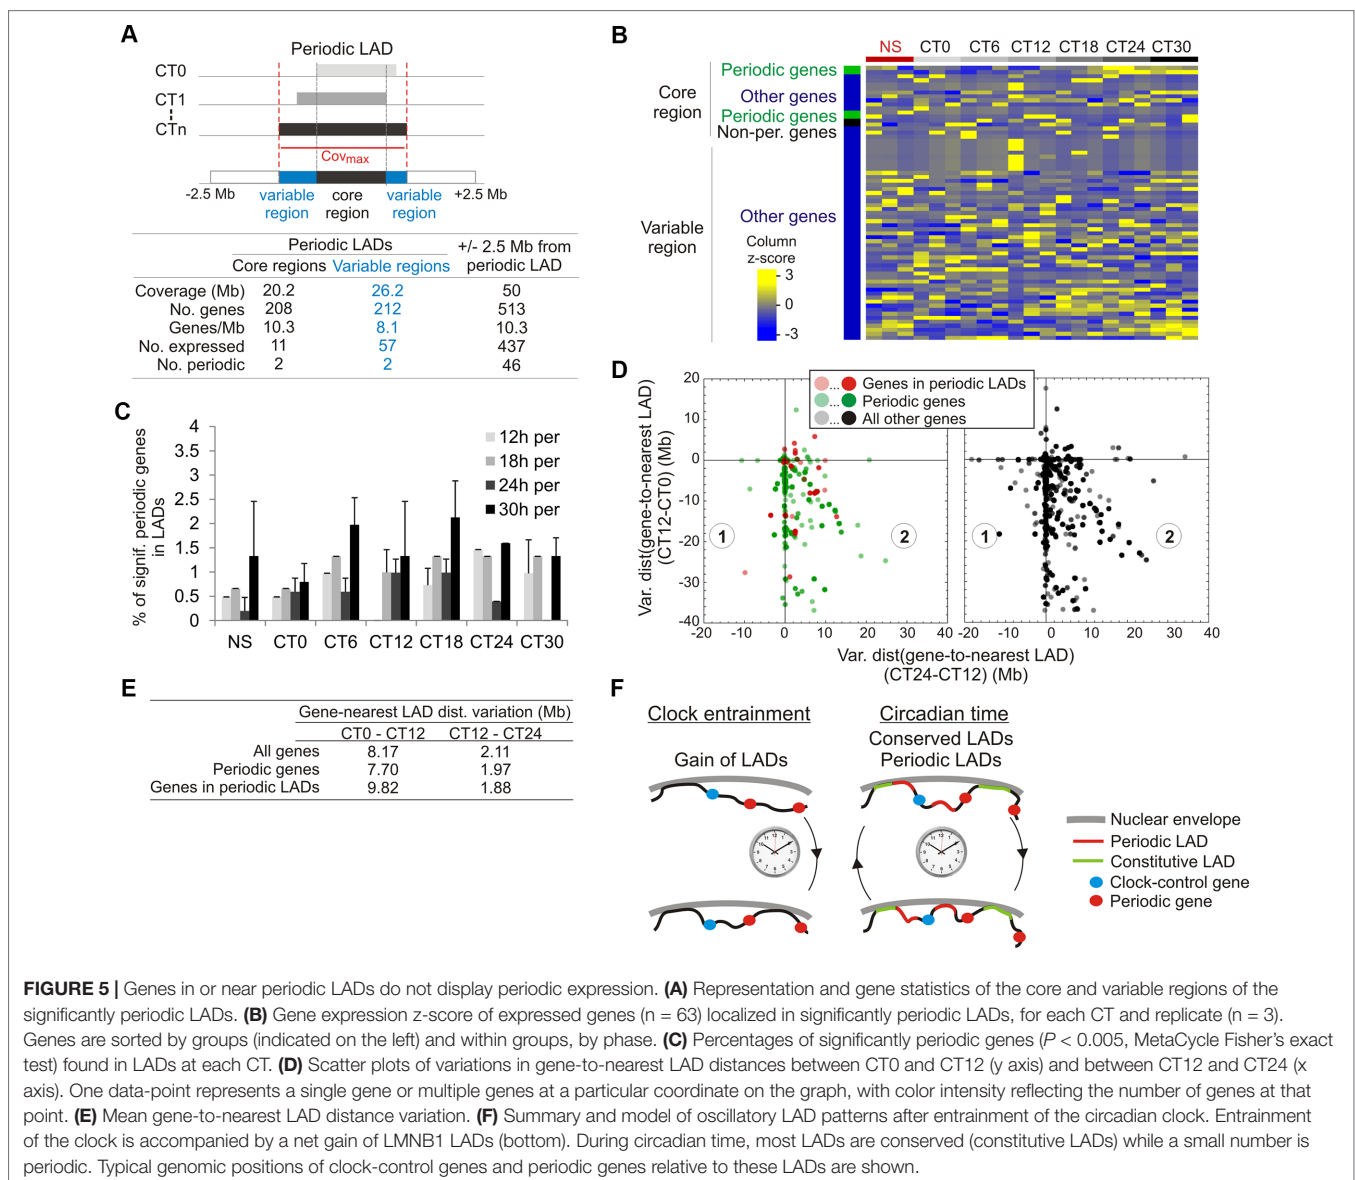 A
Periodic LAD
CT0
CT1
CTn
Covmax
-2.5 Mb
variable region
core region
variable region
+2.5 Mb
Periodic LADs
+/- 2.5 Mb from periodic LAD
Core regions Variable regions
Coverage (Mb) 20.2 26.2 50
No. genes 208 212 513
Genes/Mb 10.3 8.1 10.3
No. expressed 11 57 437
No. periodic 2 2 46
B
NS CT0 CT6 CT12 CT18 CT24 CT30
Core region
Periodic genes
Other genes
Periodic genes
Non-per. genes
Variable region
Other genes
Column z-score
3
0
-3
C
% of signif. periodic genes in LADs
4
3.5
3
2.5
2
1.5
1
0.5
0
12h per
18h per
24h per
30h per
NS CT0 CT6 CT12 CT18 CT24 CT30
D
Var. dist(gene-to-nearest LAD) (CT12-CT0) (Mb)
20
10
0
-10
-20
-30
-40
... Genes in periodic LADs
... Periodic genes
... All other genes
1 2
1 2
-20 -10 0 10 20 30 40
-20 -10 0 10 20 30 40
Var. dist(gene-to-nearest LAD)
(CT24-CT12) (Mb)
E
Gene-nearest LAD dist. variation (Mb)
CT0 - CT12 CT12 - CT24
All genes 8.17 2.11
Periodic genes 7.70 1.97
Genes in periodic LADs 9.82 1.88
F
Clock entrainment
Gain of LADs
Circadian time
Conserved LADs
Periodic LADs
Nuclear envelope
Periodic LAD
Constitutive LAD
Clock-control gene
Periodic gene
FIGURE 5 | Genes in or near periodic LADs do not display periodic expression. (A) Representation and gene statistics of the core and variable regions of the
significantly periodic LADs. (B) Gene expression z-score of expressed genes (n = 63) localized in significantly periodic LADs, for each CT and replicate (n = 3).
Genes are sorted by groups (indicated on the left) and within groups, by phase. (C) Percentages of significantly periodic genes (P < 0.005, MetaCycle Fisher's exact
test) found in LADs at each CT. (D) Scatter plots of variations in gene-to-nearest LAD distances between CT0 and CT12 (y axis) and between CT12 and CT24 (x
axis). One data-point represents a single gene or multiple genes at a particular coordinate on the graph, with color intensity reflecting the number of genes at that
point. (E) Mean gene-to-nearest LAD distance variation. (F) Summary and model of oscillatory LAD patterns after entrainment of the circadian clock. Entrainment
of the clock is accompanied by a net gain of LMNB1 LADs (bottom). During circadian time, most LADs are conserved (constitutive LADs) while a small number is
periodic. Typical genomic positions of clock-control genes and periodic genes relative to these LADs are shown.